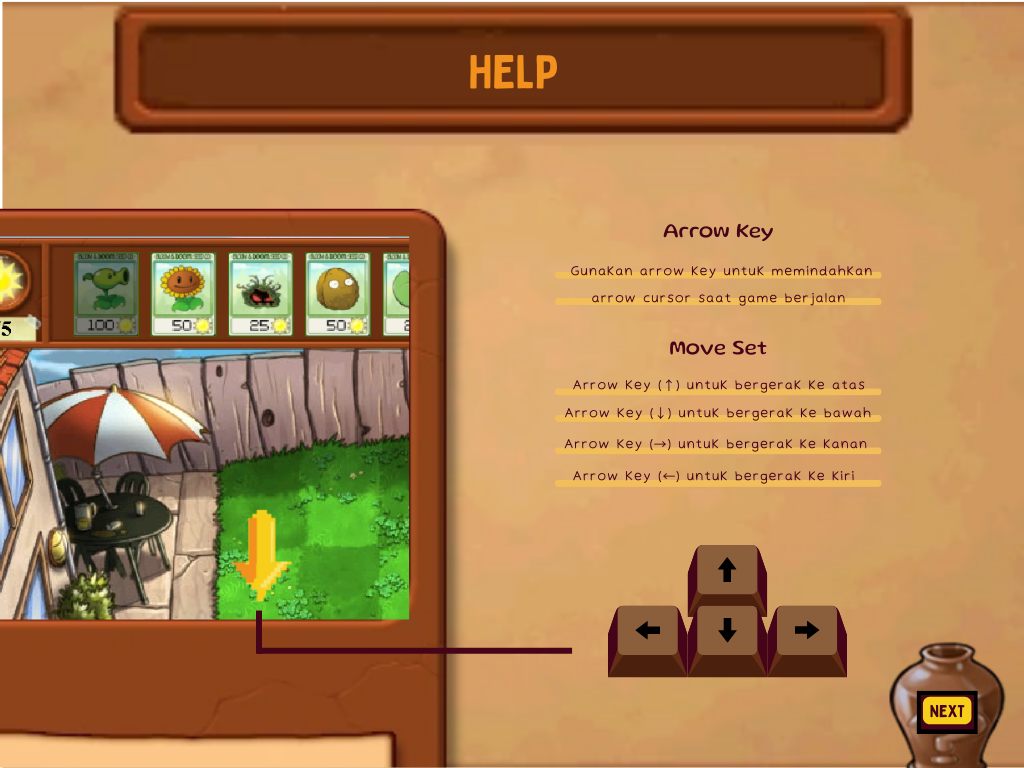 HELP
Arrow Key
Gunakan arrow Key untuk memindahkan
arrow cursor saat game berjalan
Move Set
Arrow Key (↑) untuk bergerak Ke atas
Arrow Key (↓) untuk bergerak Ke bawah
Arrow Key (→) untuk bergerak Ke Kanan
Arrow Key (←) untuk bergerak Ke Kiri
100
50
25
50
5
NEXT